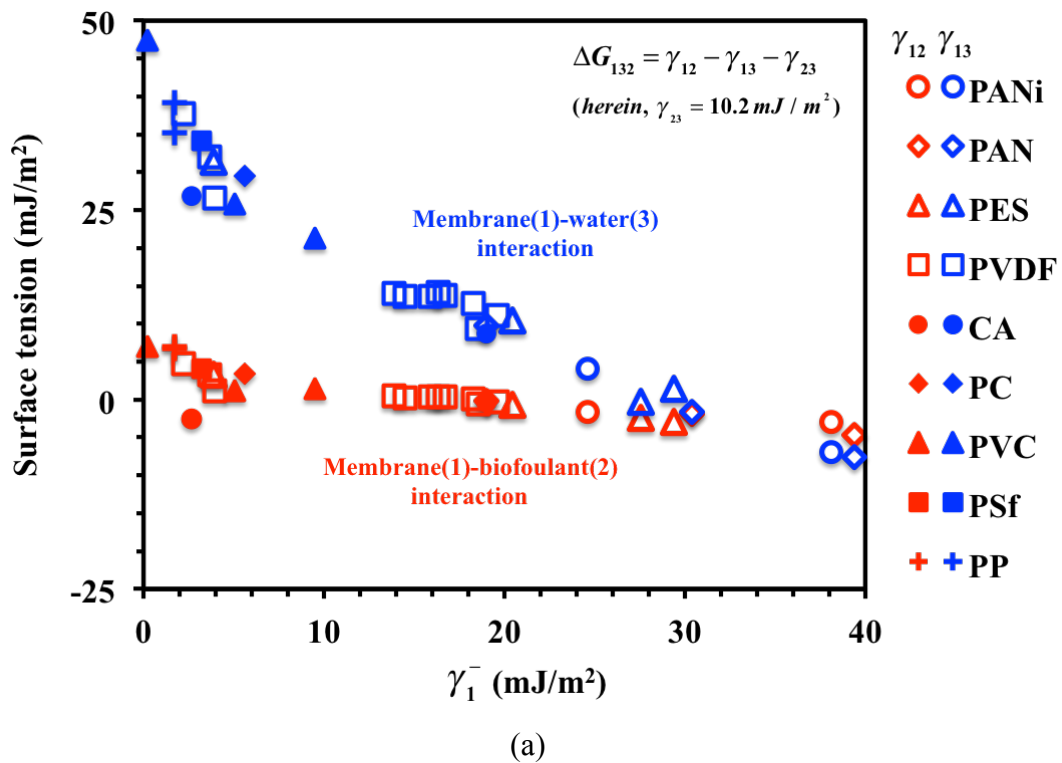 50
25
0
-25
0
10
20
30
40
Surface tension (mJ/m²)
γ₁⁻ (mJ/m²)
ΔG₁₃₂ = γ₁₂ − γ₁₃ − γ₂₃
(herein, γ₂₃ = 10.2 mJ / m²)
Membrane(1)-water(3)
interaction
Membrane(1)-biofoulant(2)
interaction
γ₁₂ γ₁₃
PANi
PAN
PES
PVDF
CA
PC
PVC
PSf
PP
(a)